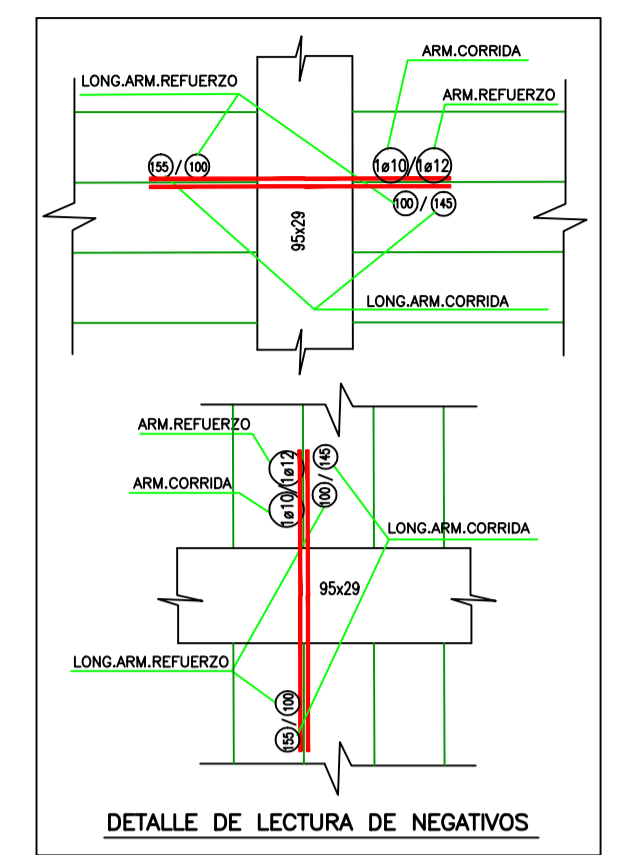 ARM.CORRIDA
LONG.ARM.REFUERZO
ARM.REFUERZO
155/100
1ø10/1ø12
100/145
95x29
LONG.ARM.CORRIDA
ARM.REFUERZO
ARM.CORRIDA
1ø10/1ø12
100/145
LONG.ARM.CORRIDA
95x29
LONG.ARM.REFUERZO
155/100
DETALLE DE LECTURA DE NEGATIVOS